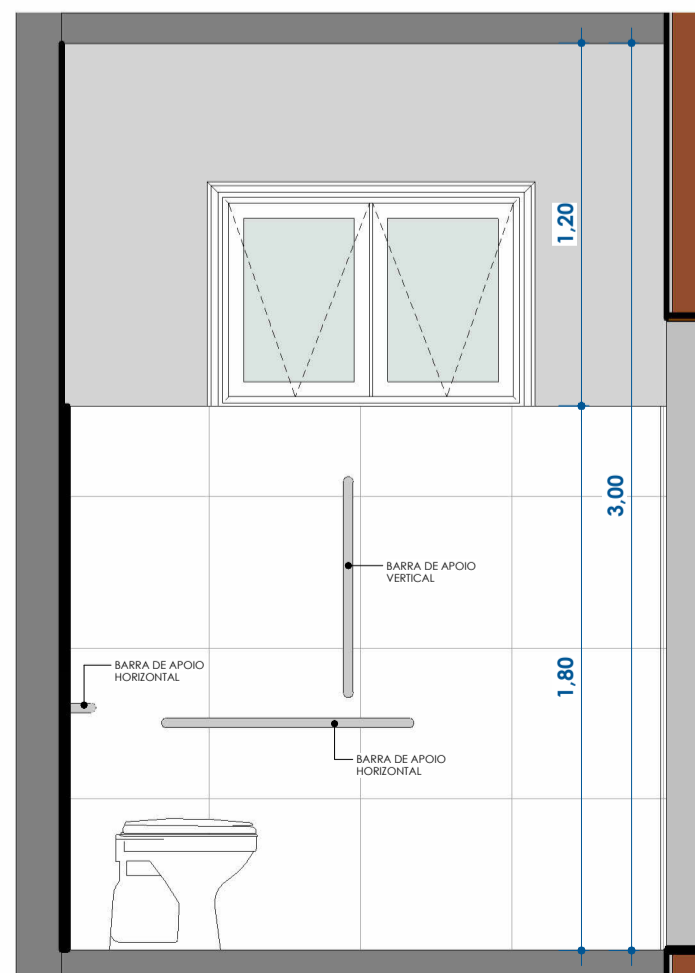 1,20
3,00
BARRA DE APOIO
VERTICAL
1,80
BARRA DE APOIO
HORIZONTAL
BARRA DE APOIO
HORIZONTAL